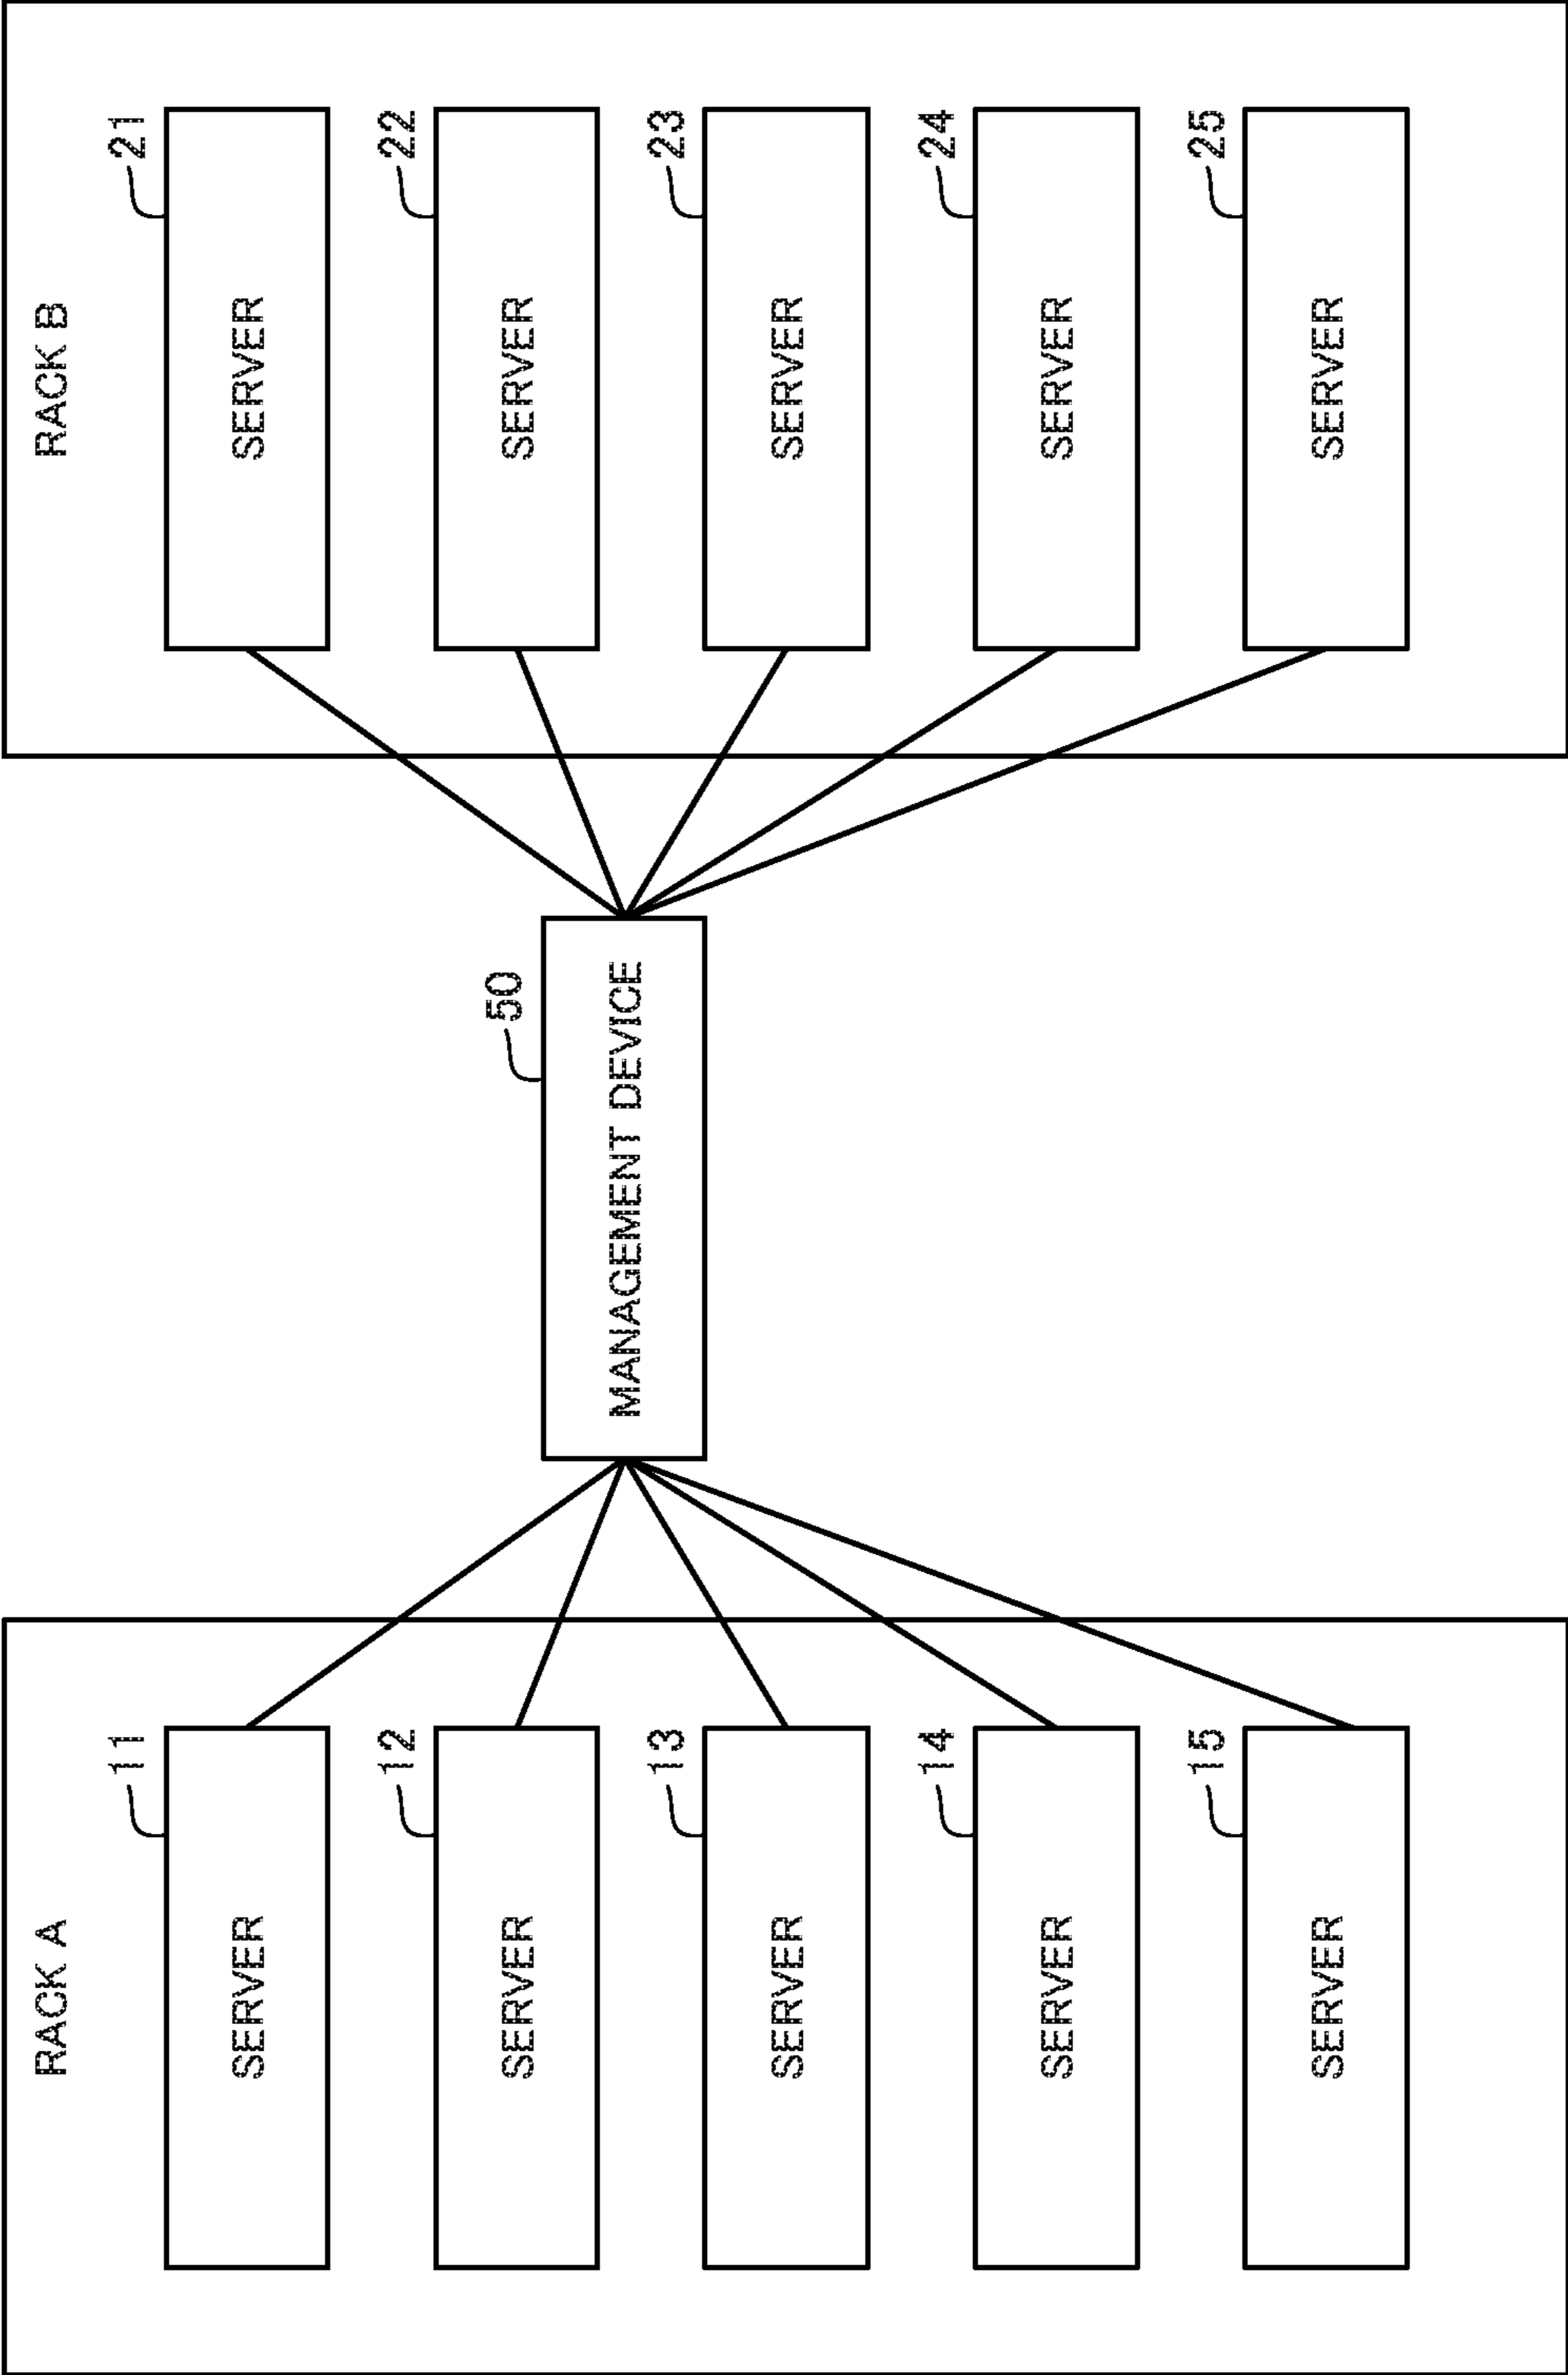 RACK A
11
SERVER
12
SERVER
13
SERVER
14
SERVER
15
SERVER
50
MANAGEMENT DEVICE
RACK B
21
SERVER
22
SERVER
23
SERVER
24
SERVER
25
SERVER